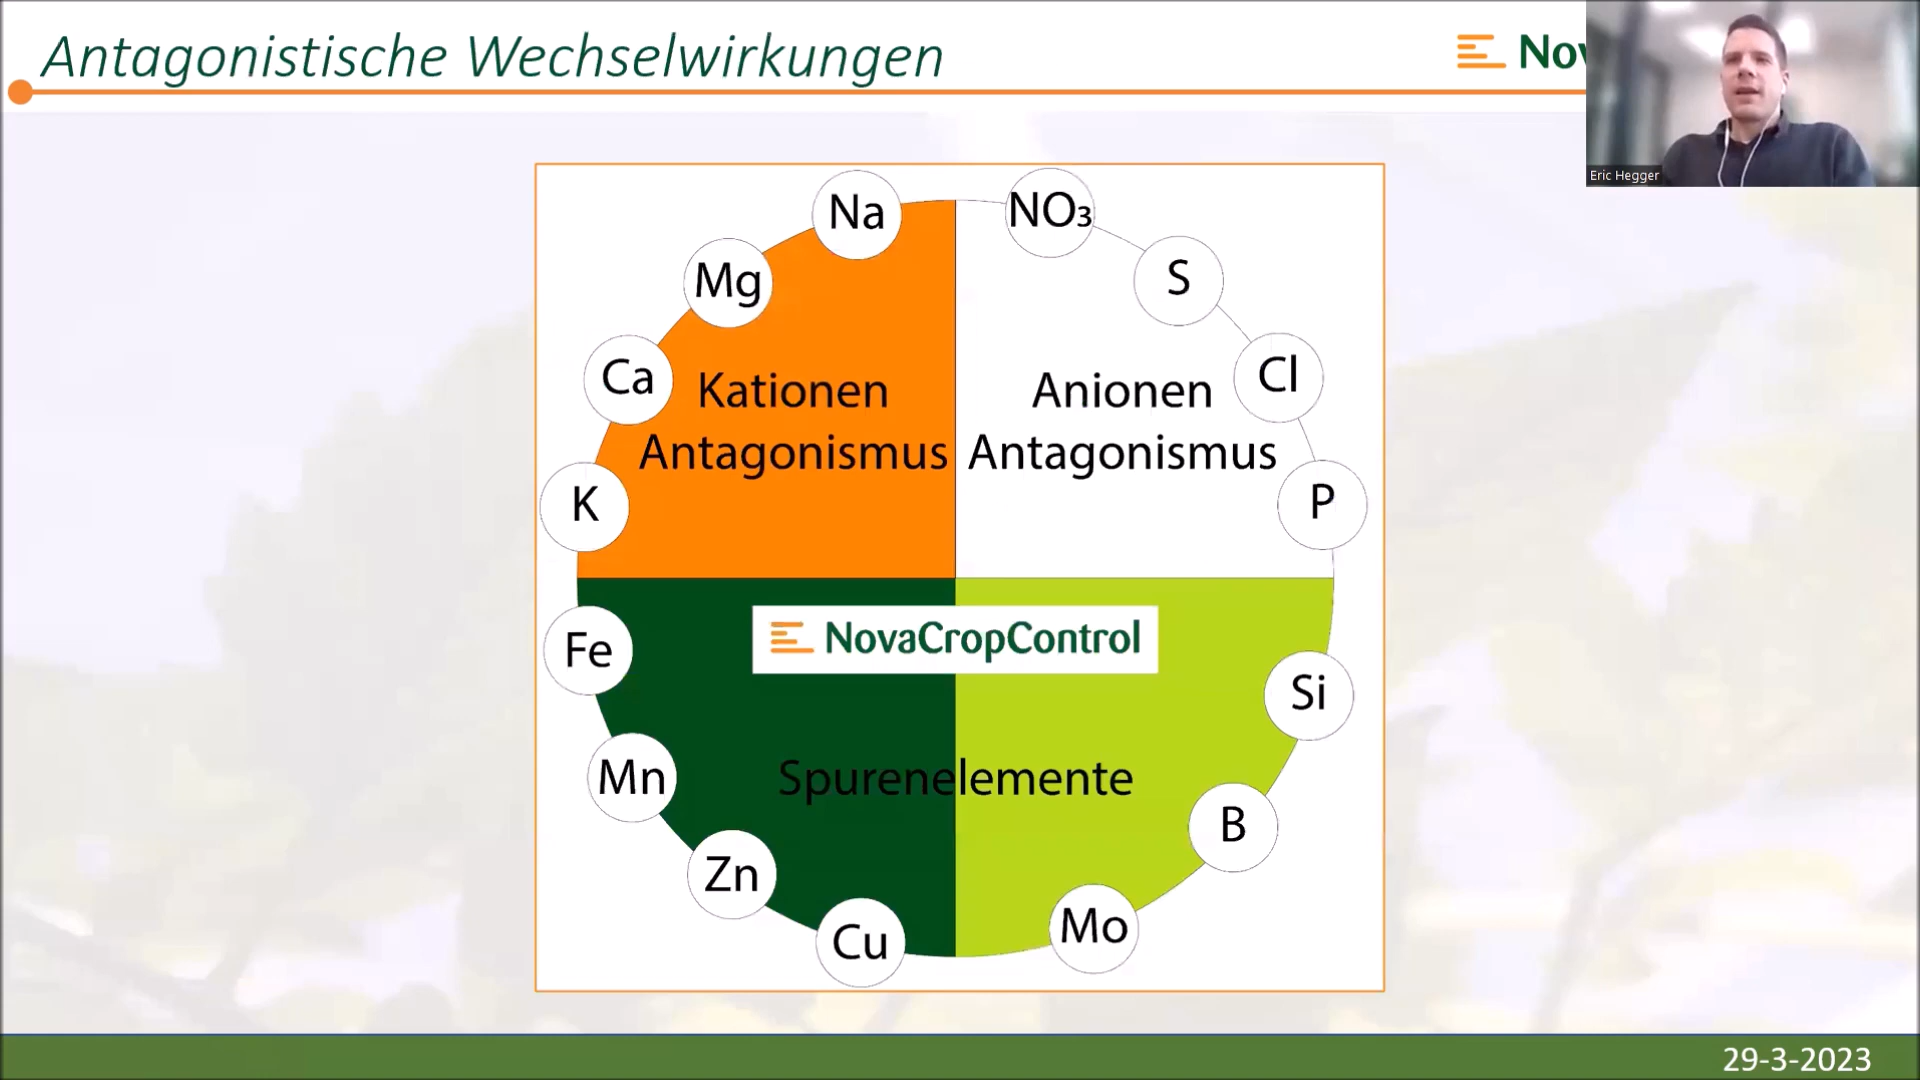 Antagonistische Wechselwirkungen
Nov
Eric Hegger
Na
NO₃
Mg
S
Ca
Cl
Kationen
Antagonismus
Anionen
Antagonismus
K
P
Fe
NovaCropControl
Si
Mn
Spurenelemente
B
Zn
Cu
Mo
29-3-2023